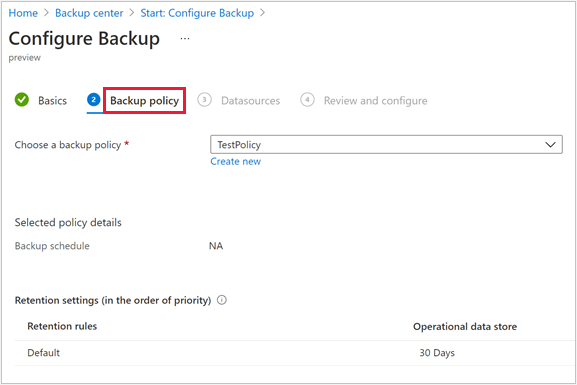 Home > Backup center > Start: Configure Backup >
Configure Backup ...
preview
Basics 2 Backup policy 3 Datasources 4 Review and configure
Choose a backup policy * TestPolicy
Create new
Selected policy details
Backup schedule NA
Retention settings (in the order of priority)
Retention rules Operational data store
Default 30 Days